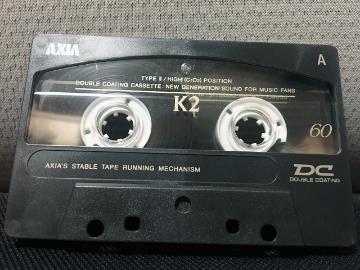 AXIA
A
TYPE II / HIGH (CrO₂) POSITION
DOUBLE COATING CASSETTE : NEW GENERATION SOUND FOR MUSIC FANS
K2
60
AXIA'S STABLE TAPE RUNNING MECHANISM
DC
DOUBLE COATING